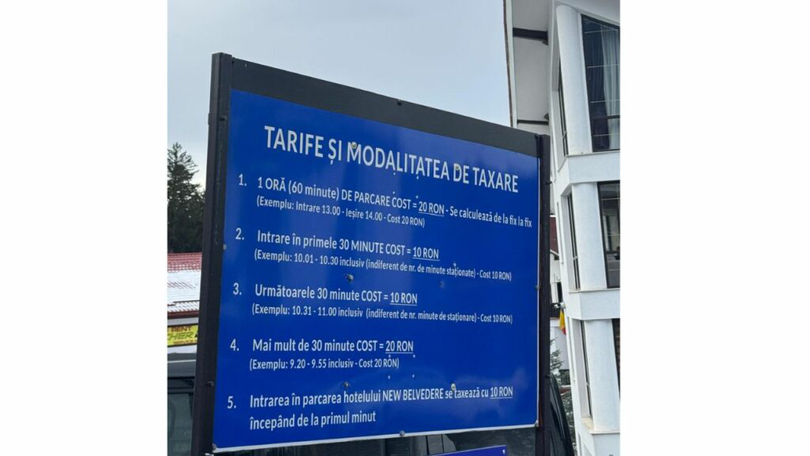 TARIFE ȘI MODALITATEA DE TAXARE
1. 1 ORĂ (60 minute) DE PARCARE COST = 20 RON - Se calculează de la fix la fix
(Exemplu: Intrare 13.00 - Ieșire 14.00 - Cost 20 RON)
2. Intrare în primele 30 MINUTE COST = 10 RON
(Exemplu: 10.01 - 10.30 inclusiv (indiferent de nr. de minute staționate) - Cost 10 RON)
3. Următoarele 30 minute COST = 10 RON
(Exemplu: 10.31 - 11.00 inclusiv (indiferent de nr. minute de staționare) - Cost 10 RON)
4. Mai mult de 30 minute COST = 20 RON
(Exemplu: 9.20 - 9.55 inclusiv - Cost 20 RON)
5. Intrarea în parcarea hotelului NEW BELVEDERE se taxează cu 10 RON
începând de la primul minut
RENT